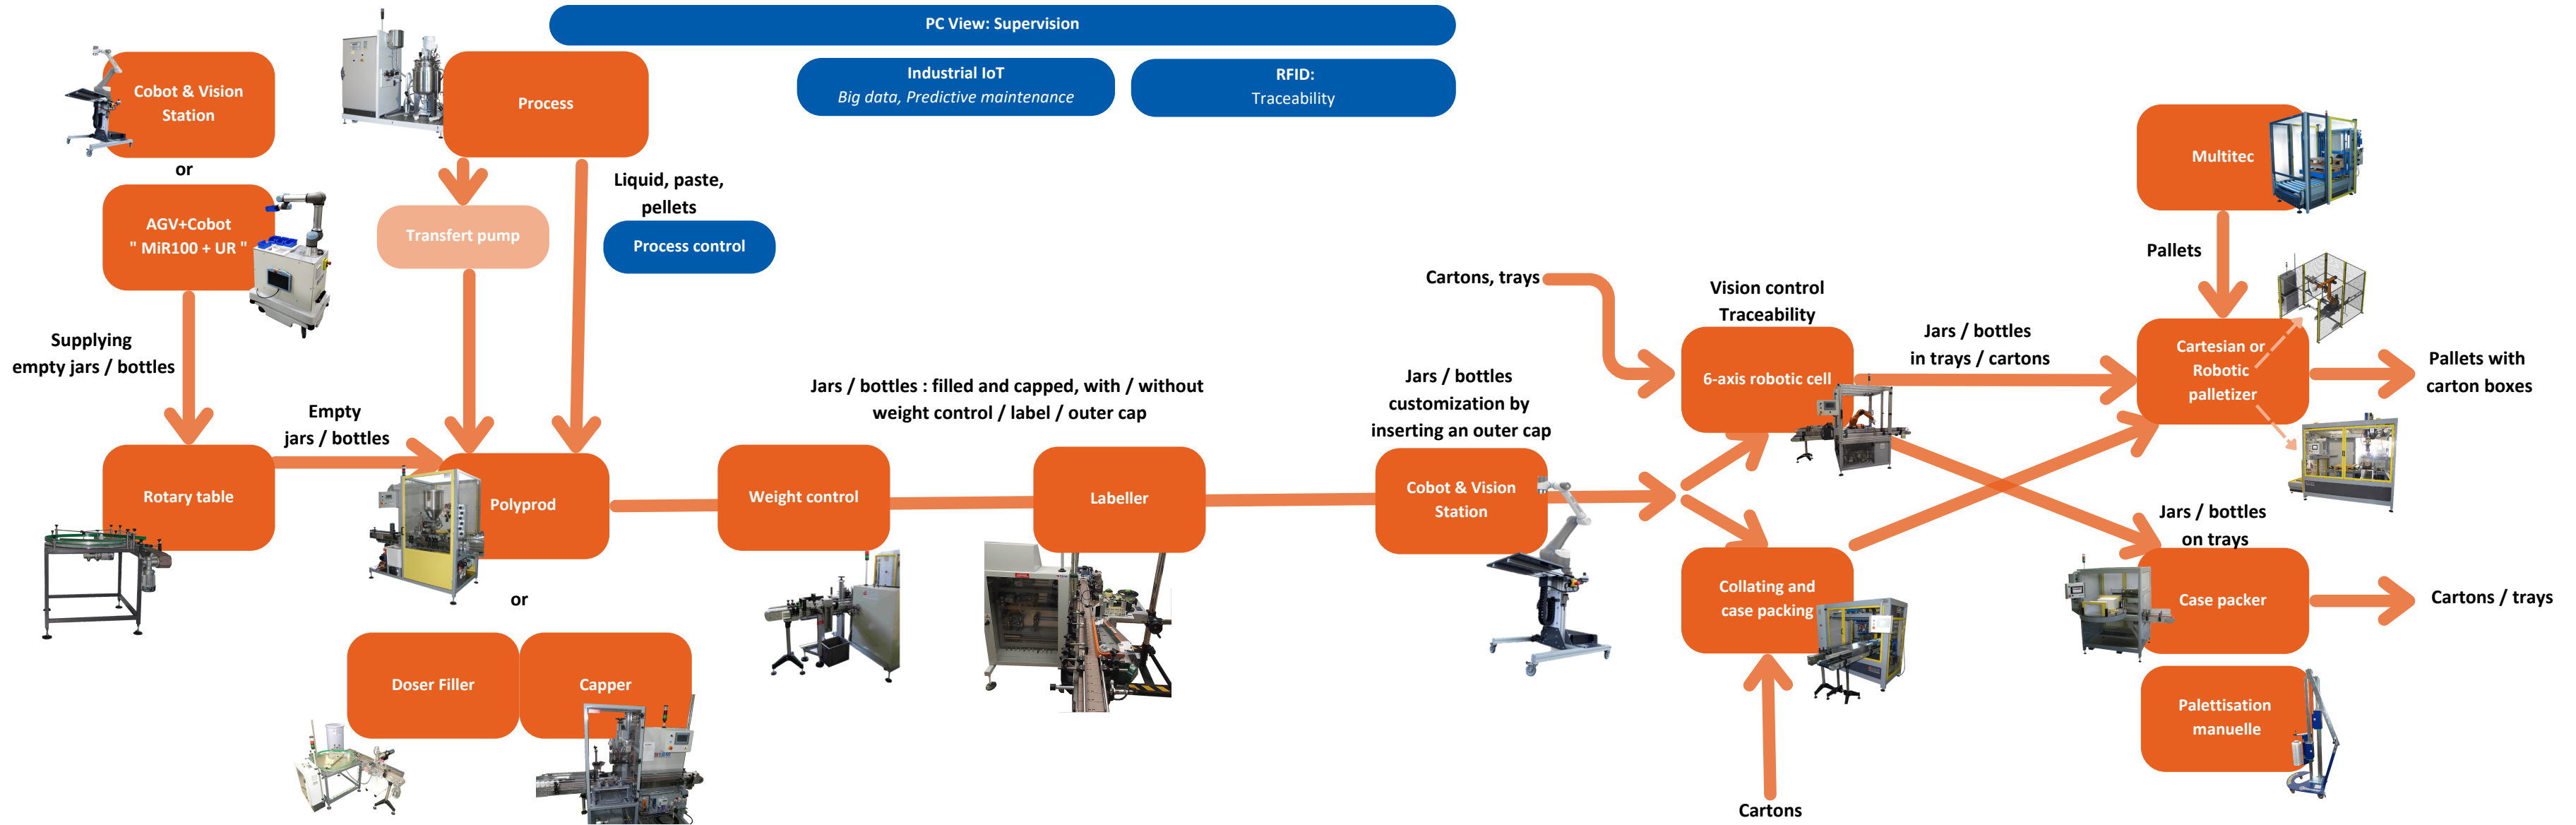 PC View: Supervision
Industrial IoT
Big data, Predictive maintenance
RFID:
Traceability
Cobot & Vision
Station
or
AGV+Cobot
" MiR100 + UR "
Supplying
empty jars / bottles
Rotary table
Empty
jars / bottles
Process
Transfert pump
Liquid, paste,
pellets
Process control
Polyprod
or
Doser Filler
Capper
Jars / bottles : filled and capped, with / without
weight control / label / outer cap
Weight control
Labeller
Jars / bottles
customization by
inserting an outer cap
Cobot & Vision
Station
Cartons, trays
Vision control
Traceability
6-axis robotic cell
Collating and
case packing
Cartons
Jars / bottles
in trays / cartons
Multitec
Pallets
Cartesian or
Robotic
palletizer
Pallets with
carton boxes
Jars / bottles
on trays
Case packer
Cartons / trays
Palettisation
manuelle